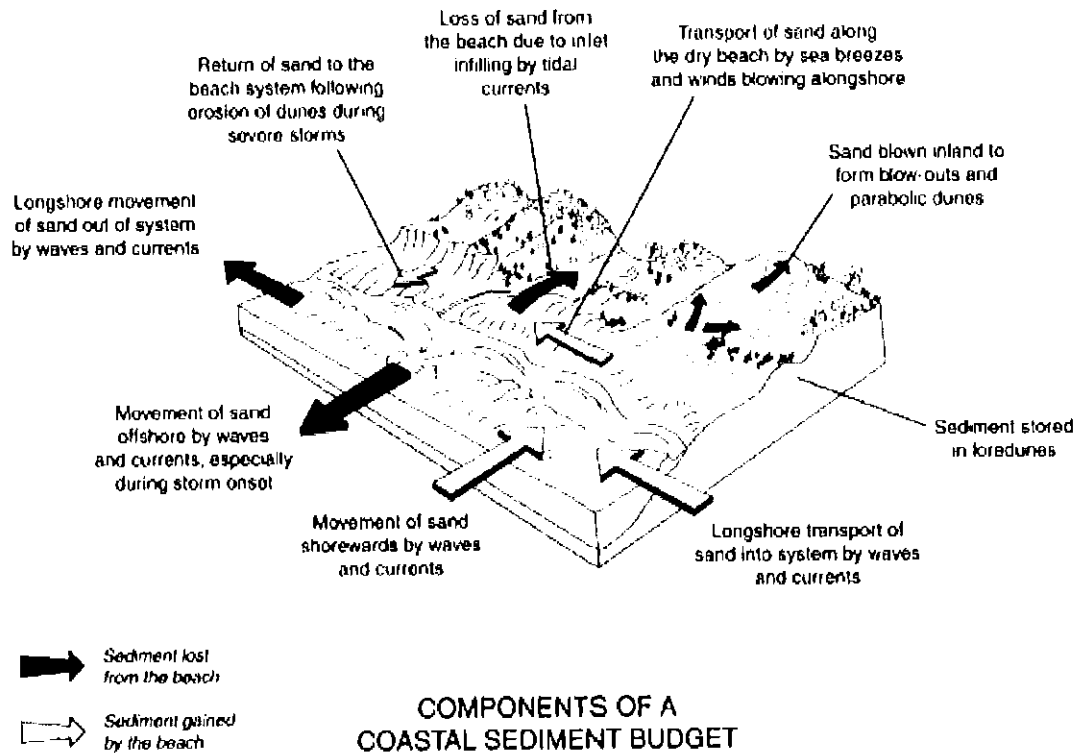 Loss of sand from
the beach due to inlet
infilling by tidal
currents
Transport of sand along
the dry beach by sea breezes
and winds blowing alongshore
Return of sand to the
beach system following
erosion of dunes during
severe storms
Sand blown inland to
form blow-outs and
parabolic dunes
Longshore movement
of sand out of system
by waves and currents
Movement of sand
offshore by waves
and currents, especially
during storm onset
Sediment stored
in foredunes
Movement of sand
shorewards by waves
and currents
Longshore transport of
sand into system by waves
and currents
Sediment lost
from the beach
Sediment gained
by the beach
COMPONENTS OF A
COASTAL SEDIMENT BUDGET